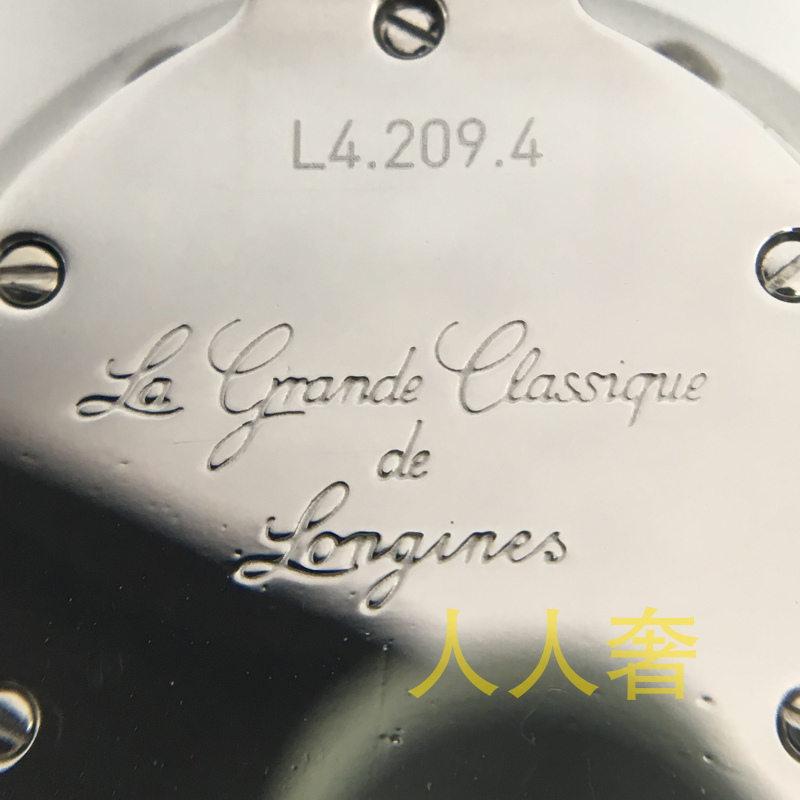 L4.209.4
La Grande Classique
de
Longines
人人奢